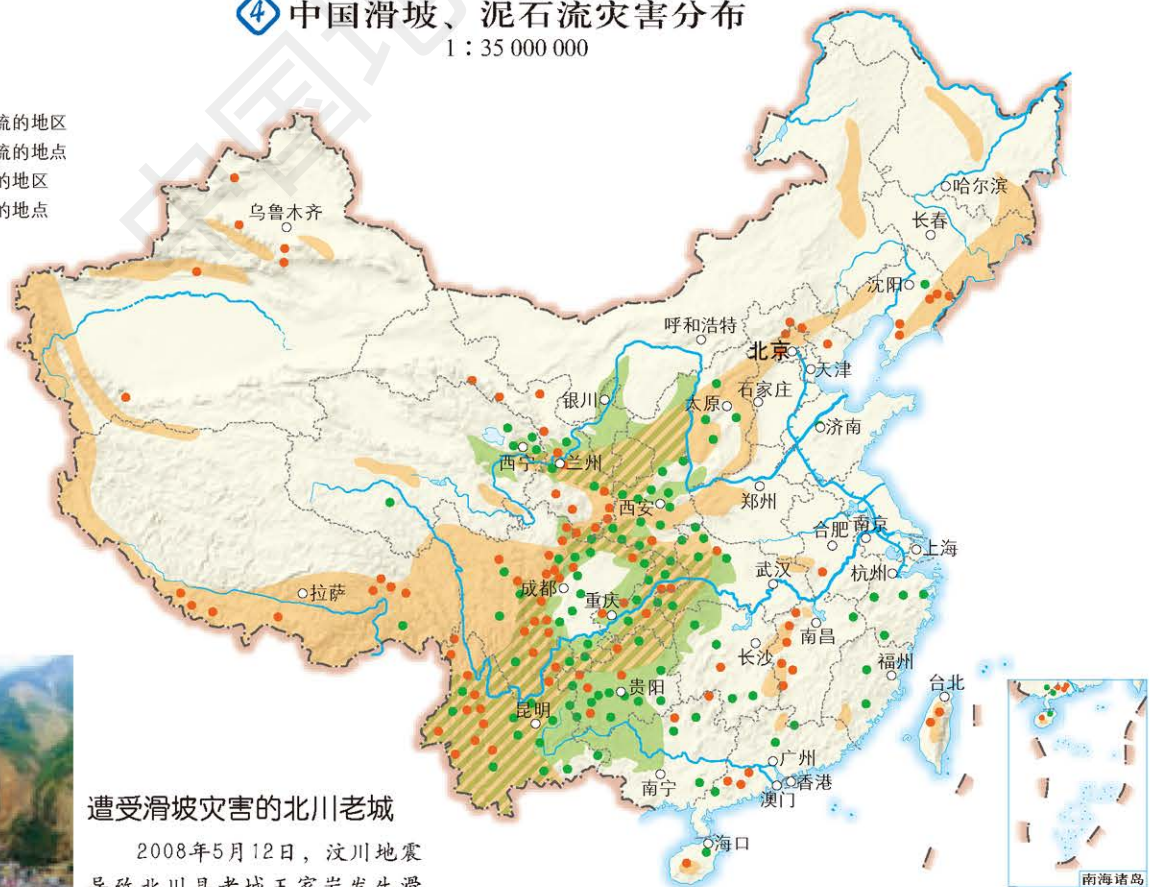 4 中国滑坡、泥石流灾害分布
1：35 000 000
流的地区
流的地点
的地区
的地点
乌鲁木齐
哈尔滨
长春
沈阳
呼和浩特
北京
天津
石家庄
太原
银川
济南
西宁
兰州
郑州
西安
合肥
南京
上海
武汉
杭州
拉萨
成都
重庆
南昌
长沙
福州
台北
贵阳
昆明
广州
南宁
香港
澳门
海口
南海诸岛
遭受滑坡灾害的北川老城
2008年5月12日，汶川地震